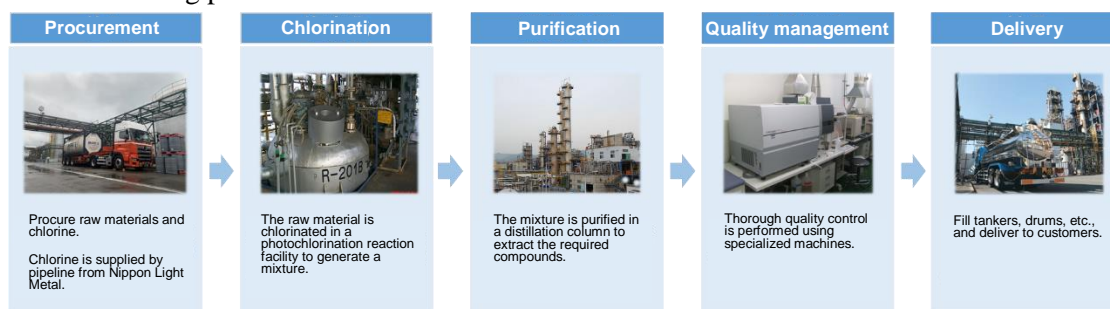 Procurement
Procure raw materials and
chlorine.
Chlorine is supplied by
pipeline from Nippon Light
Metal.
Chlorination
R-201B
The raw material is
chlorinated in a
photochlorination reaction
facility to generate a
mixture.
Purification
The mixture is purified in
a distillation column to
extract the required
compounds.
Quality management
Thorough quality control
is performed using
specialized machines.
Delivery
Fill tankers, drums, etc.,
and deliver to customers.